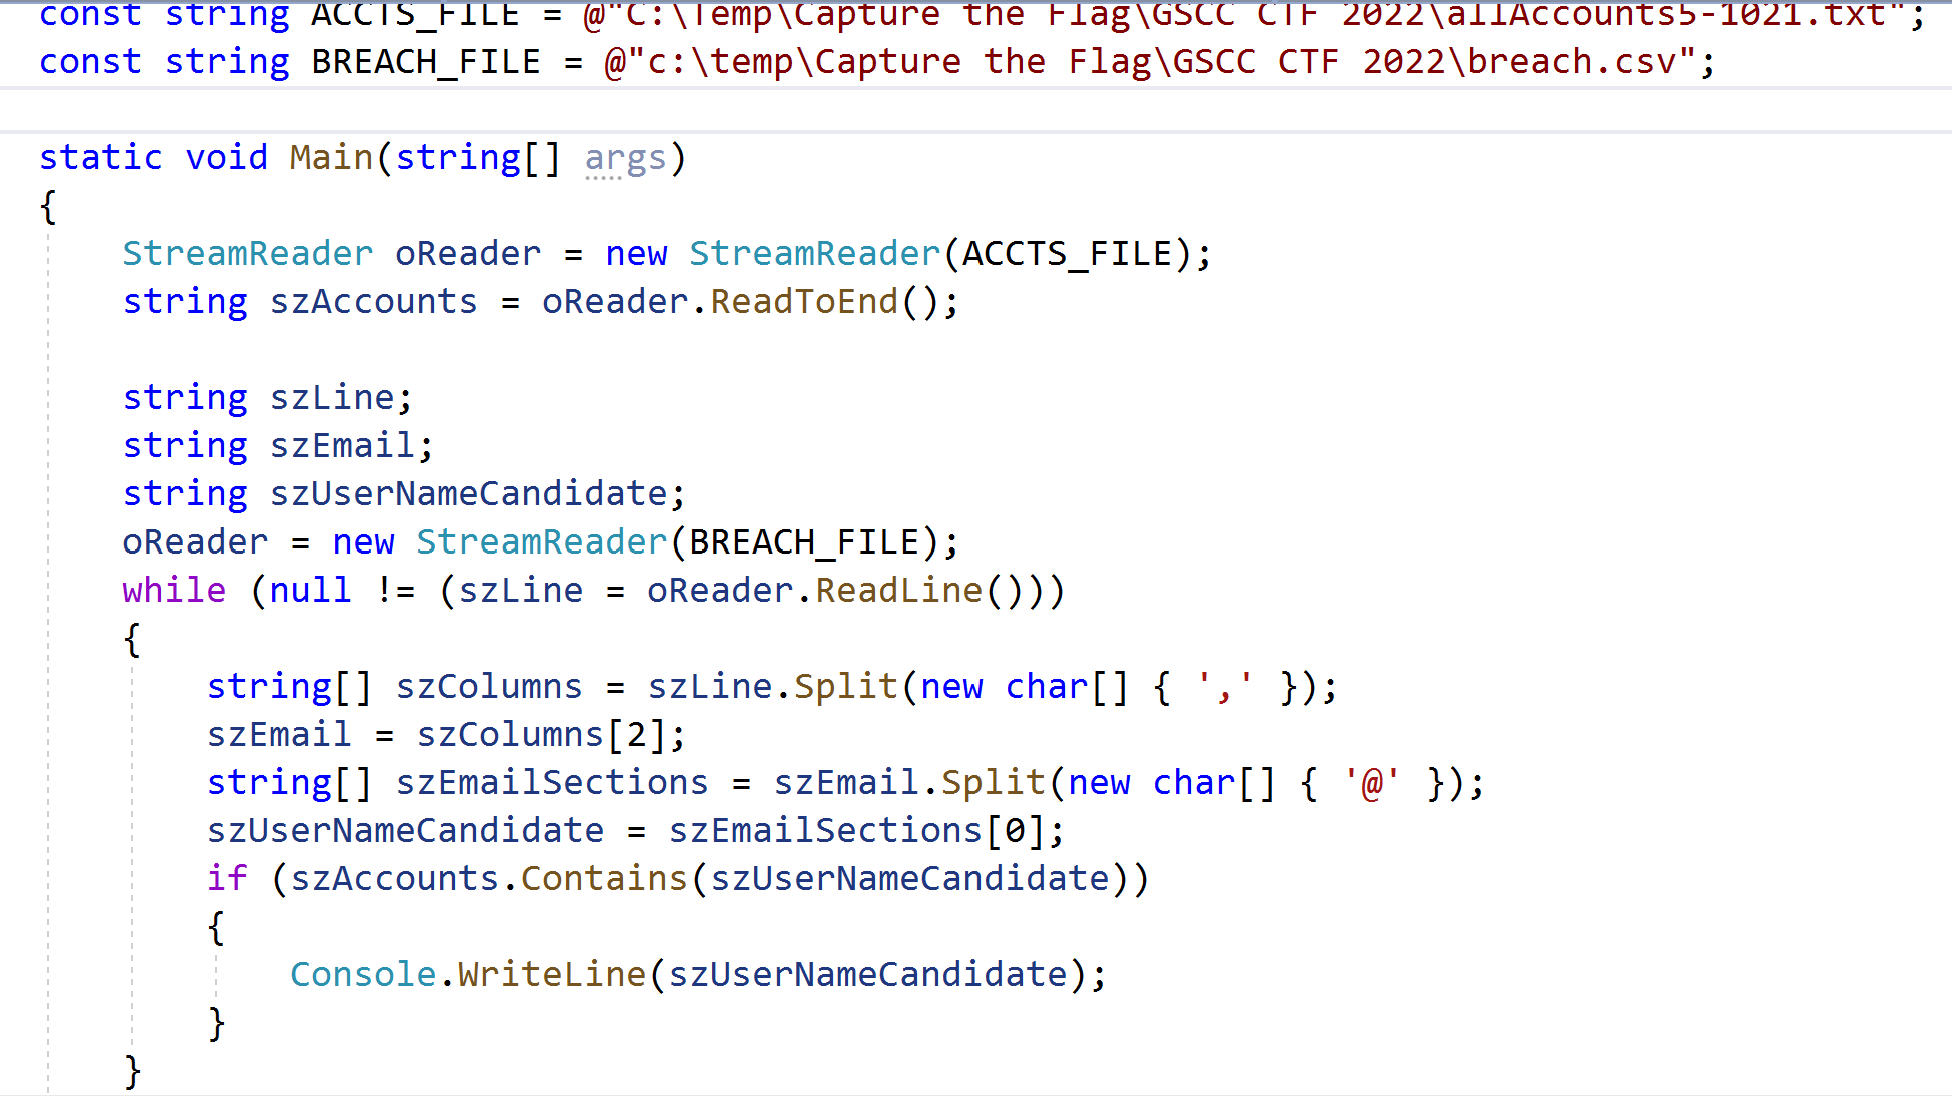 const string ACCTS_FILE = @"C:\Temp\Capture the Flag\GSCC CTF 2022\allAccounts5-1021.txt";
const string BREACH_FILE = @"c:\temp\Capture the Flag\GSCC CTF 2022\breach.csv";
static void Main(string[] args)
{
StreamReader oReader = new StreamReader(ACCTS_FILE);
string szAccounts = oReader.ReadToEnd();
string szLine;
string szEmail;
string szUserNameCandidate;
oReader = new StreamReader(BREACH_FILE);
while (null != (szLine = oReader.ReadLine()))
{
string[] szColumns = szLine.Split(new char[] { ',' });
szEmail = szColumns[2];
string[] szEmailSections = szEmail.Split(new char[] { '@' });
szUserNameCandidate = szEmailSections[0];
if (szAccounts.Contains(szUserNameCandidate))
{
Console.WriteLine(szUserNameCandidate);
}
}